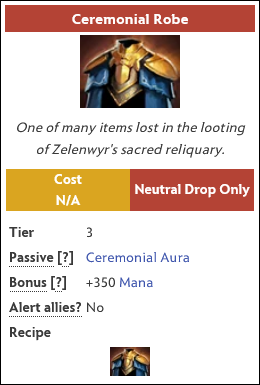 Ceremonial Robe
One of many items lost in the looting
of Zelenwyr's sacred reliquary.
Cost
N/A
Neutral Drop Only
Tier 3
Passive [?] Ceremonial Aura
Bonus [?] +350 Mana
Alert allies? No
Recipe